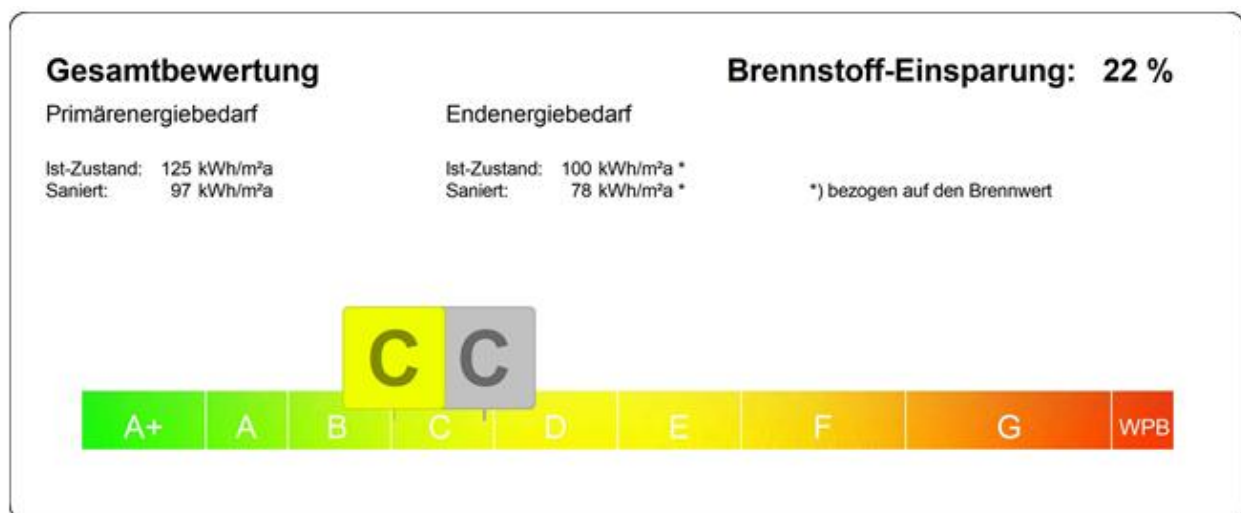 Gesamtbewertung
Brennstoff-Einsparung: 22 %
Primärenergiebedarf
Endenergiebedarf
Ist-Zustand: 125 kWh/m²a
Saniert: 97 kWh/m²a
Ist-Zustand: 100 kWh/m²a *
Saniert: 78 kWh/m²a *
*) bezogen auf den Brennwert
C C
A+ A B C D E F G WPB